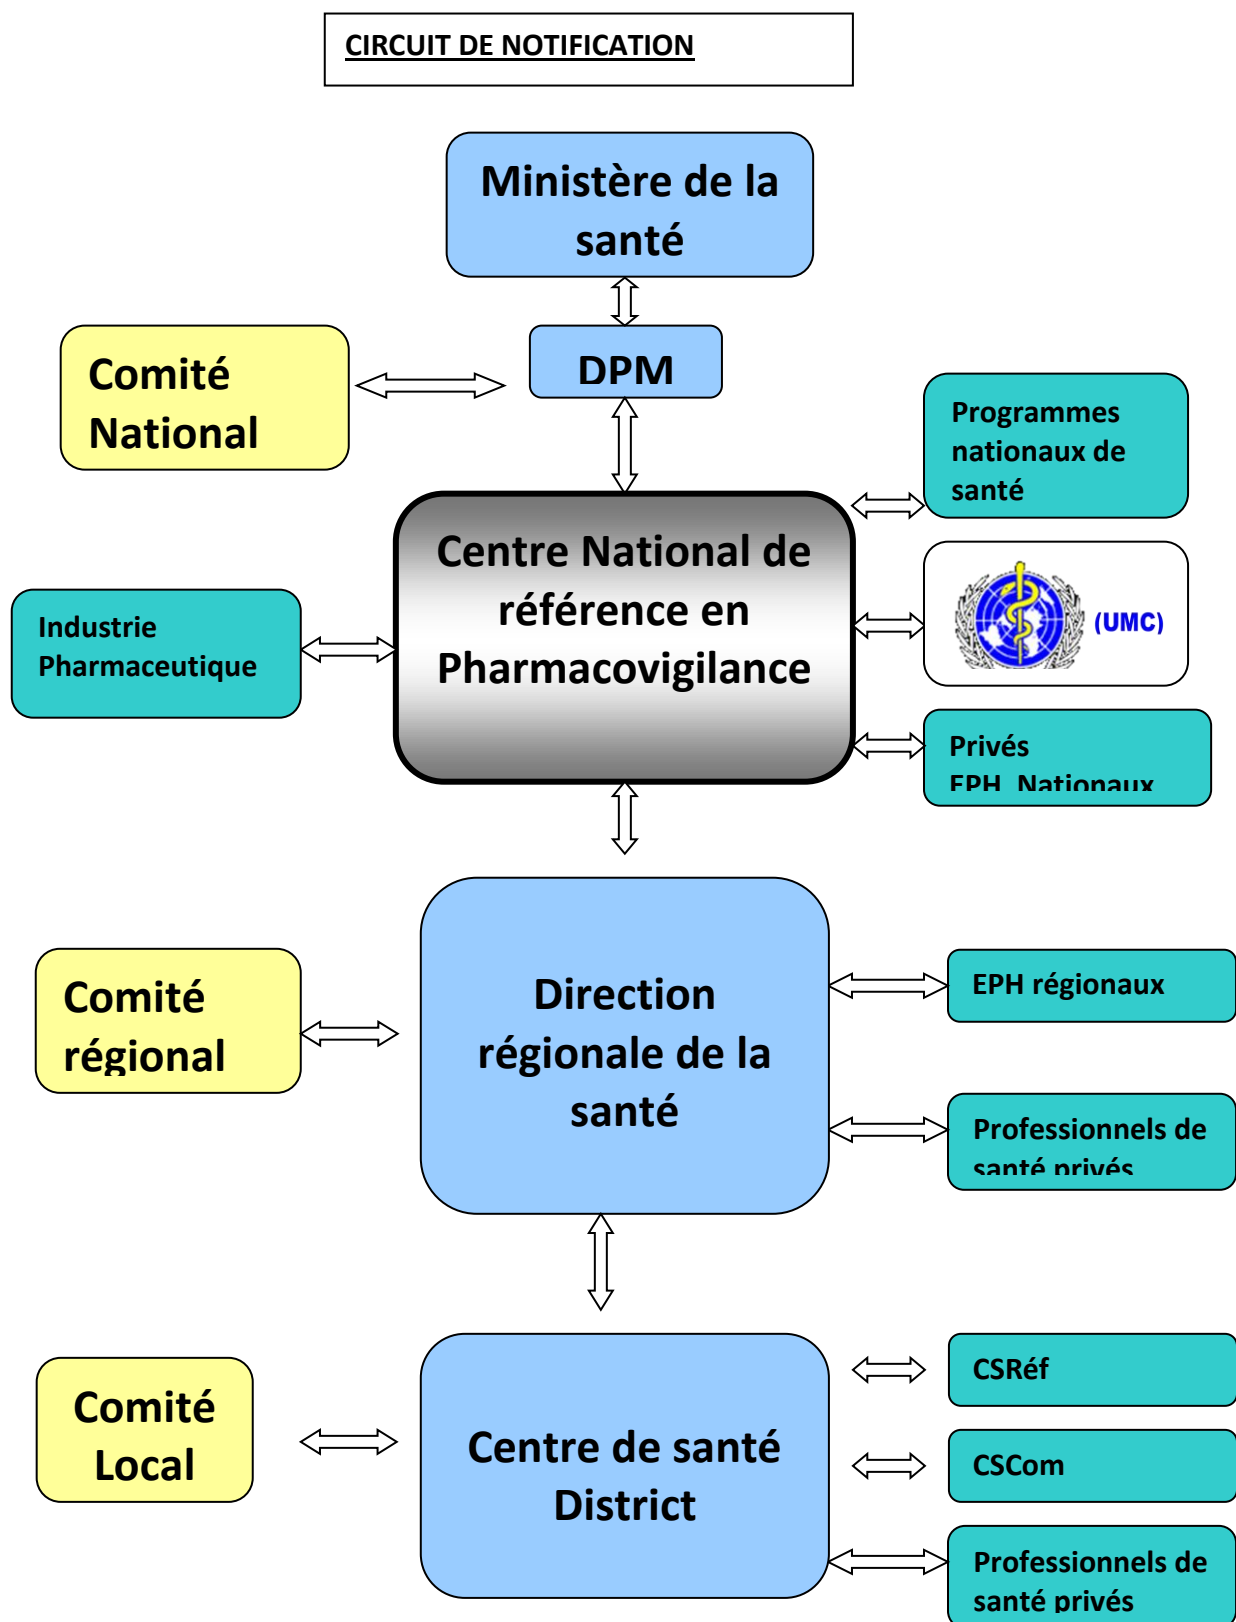 CIRCUIT DE NOTIFICATION
Ministère de la
santé
DPM
Comité
National
Programmes
nationaux de
santé
Centre National de
référence en
Pharmacovigilance
(UMC)
Industrie
Pharmaceutique
Privés
EPH Nationaux
Direction
régionale de la
santé
Comité
régional
EPH régionaux
Professionnels de
santé privés
Centre de santé
District
Comité
Local
CSRéf
CSCom
Professionnels de
santé privés